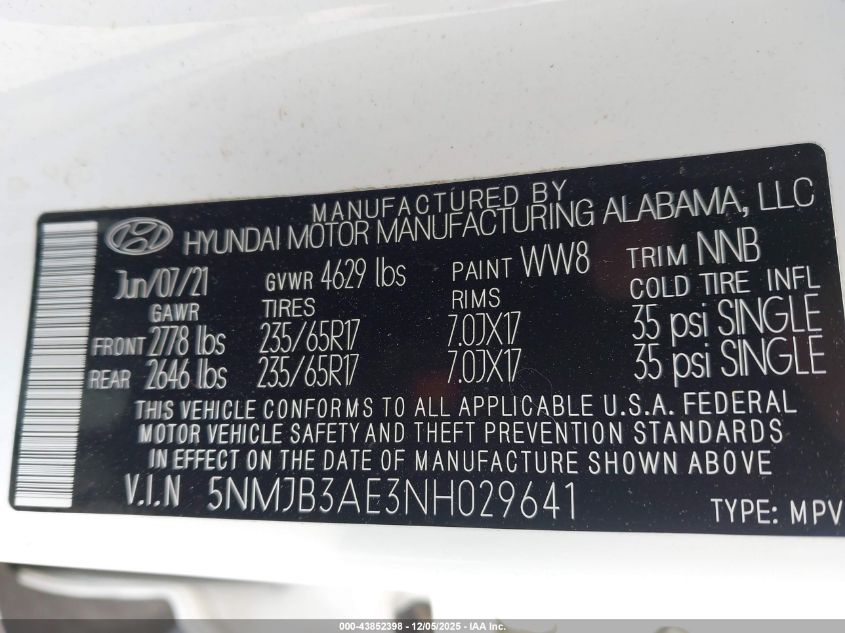 MANUFACTURED BY
HYUNDAI MOTOR MANUFACTURING ALABAMA, LLC
Jun/07/21 GVWR 4629 lbs PAINT WW8 TRIM NNB
GAWR TIRES RIMS COLD TIRE INFL
FRONT 2778 lbs 235/65R17 7.0JX17 35 psi SINGLE
REAR 2646 lbs 235/65R17 7.0JX17 35 psi SINGLE
THIS VEHICLE CONFORMS TO ALL APPLICABLE U.S.A. FEDERAL
MOTOR VEHICLE SAFETY AND THEFT PREVENTION STANDARDS
IN EFFECT ON THE DATE OF MANUFACTURE SHOWN ABOVE
V.I.N 5NMJB3AE3NH029641 TYPE: MPV
000-43852398 - 12/05/2025 - IAA Inc.